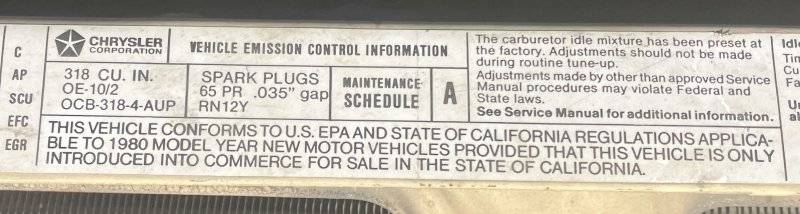 C
AP
SCU
EFC
EGR
CHRYSLER
CORPORATION
VEHICLE EMISSION CONTROL INFORMATION
318 CU. IN.
OE-10/2
OCB-318-4-AUP
SPARK PLUGS
65 PR .035" gap
RN12Y
MAINTENANCE
SCHEDULE
A
The carburetor idle mixture has been preset at
the factory. Adjustments should not be made
during routine tune-up.
Adjustments made by other than approved Service
Manual procedures may violate Federal and
State laws.
See Service Manual for additional information.
THIS VEHICLE CONFORMS TO U.S. EPA AND STATE OF CALIFORNIA REGULATIONS APPLICA-
BLE TO 1980 MODEL YEAR NEW MOTOR VEHICLES PROVIDED THAT THIS VEHICLE IS ONLY
INTRODUCED INTO COMMERCE FOR SALE IN THE STATE OF CALIFORNIA.